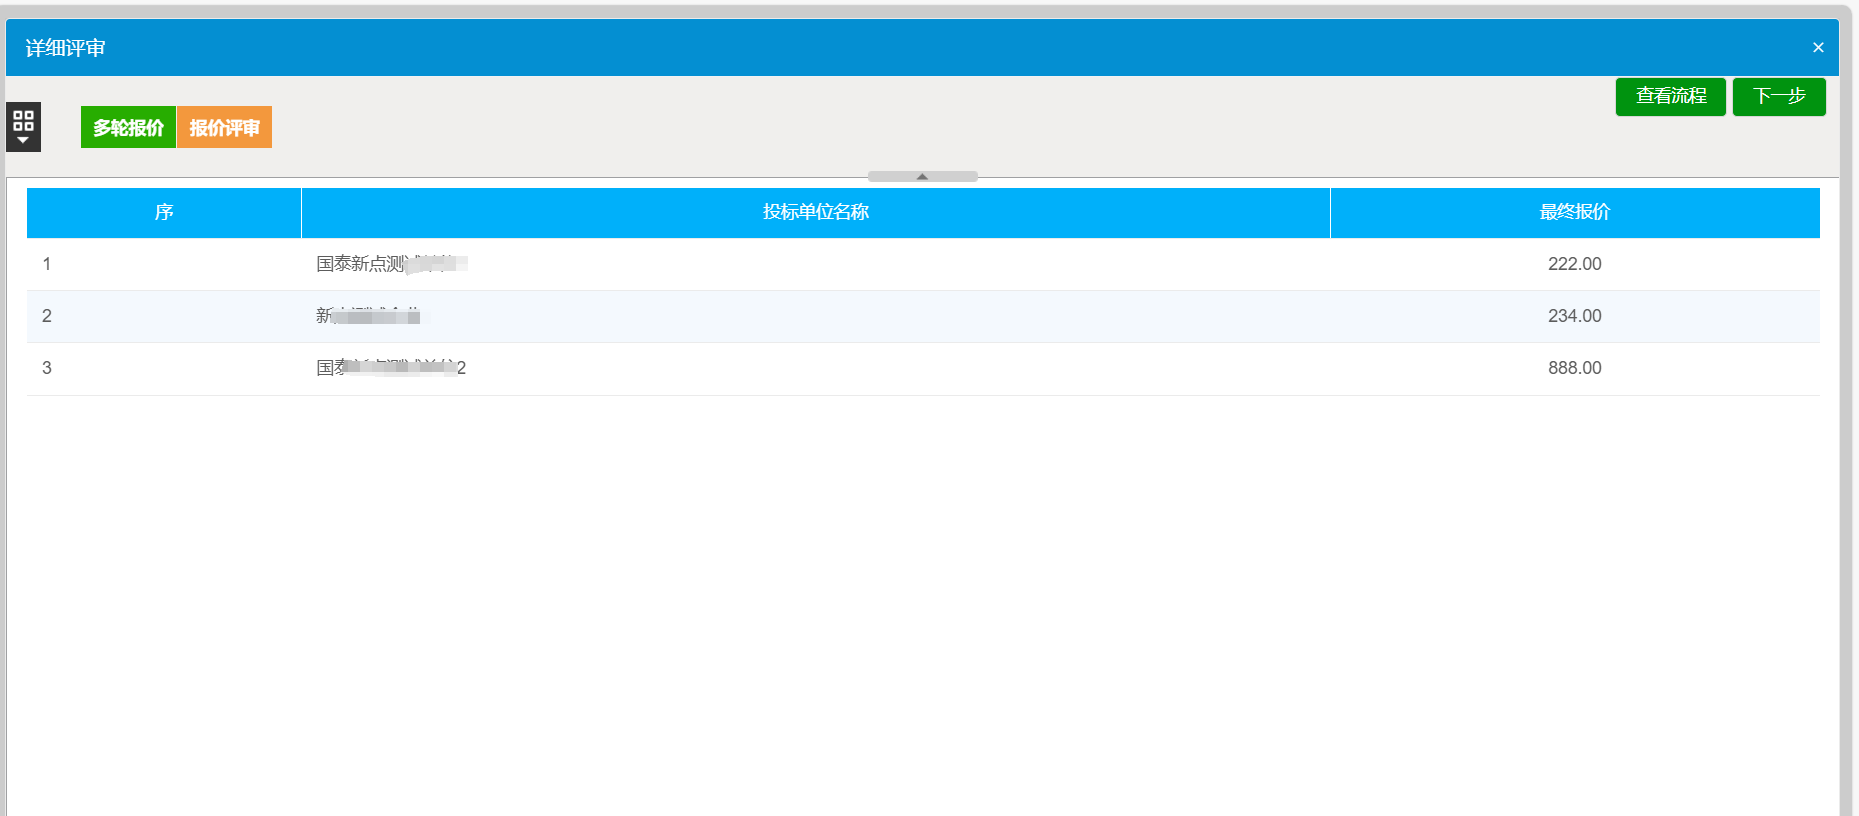 详细评审
×
查看流程 下一步
多轮报价 报价评审
序 投标单位名称 最终报价
1 国泰新点测 222.00
2 新 234.00
3 国泰 2 888.00